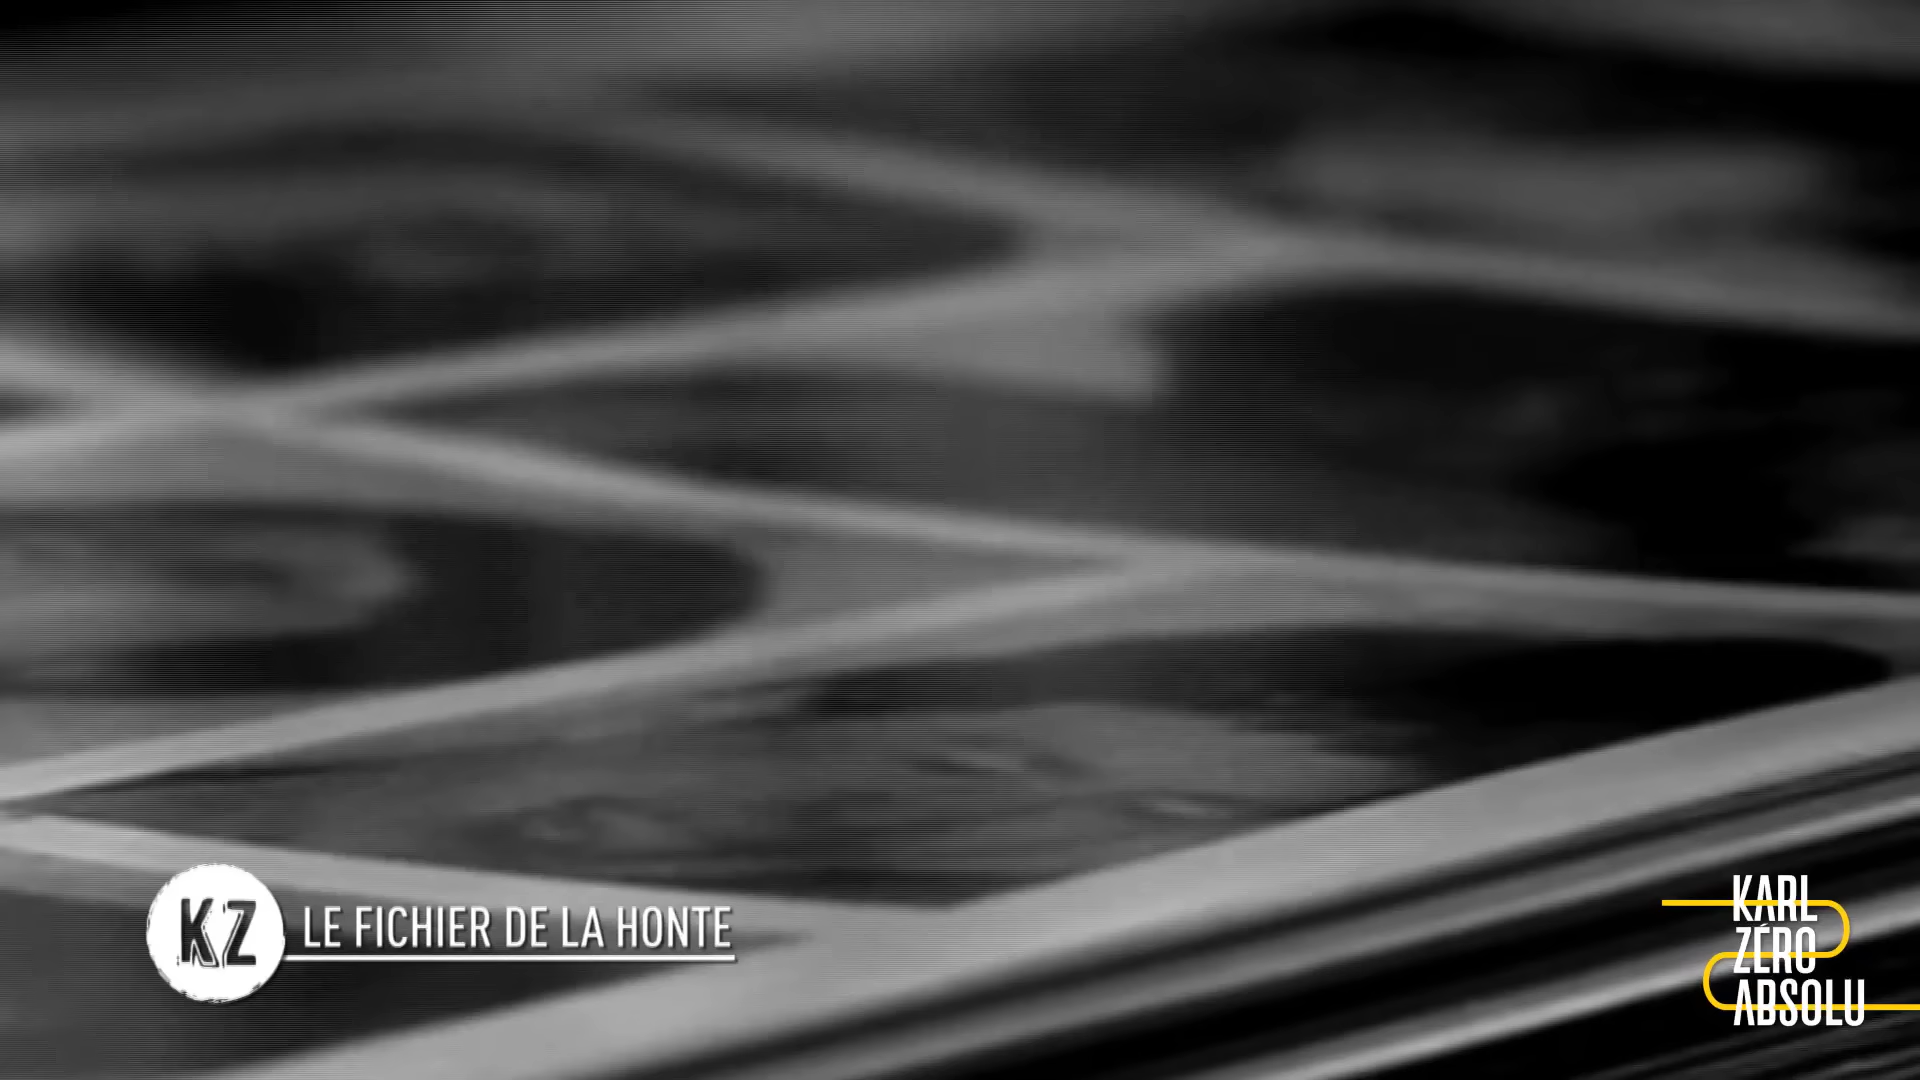 KZ
LE FICHIER DE LA HONTE
KARL
ZÉRO
ABSOLU